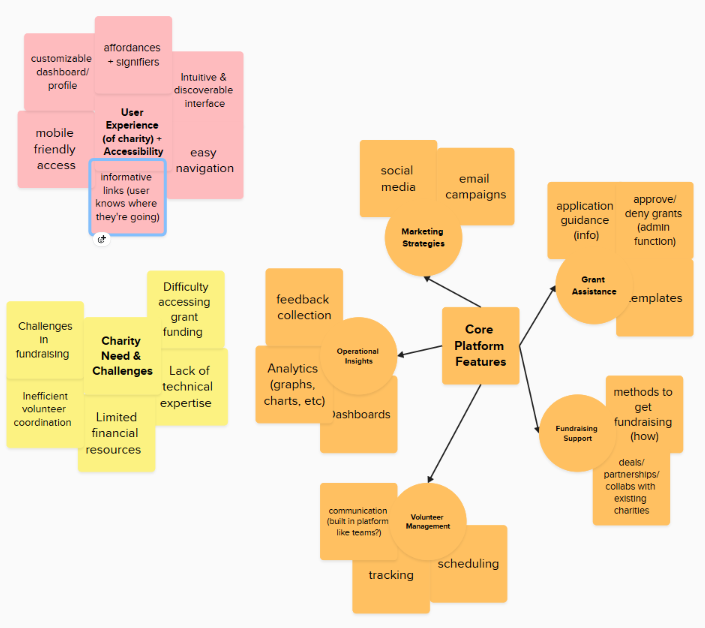 customizable
dashboard/
profile
affordances
+ signifiers
Intuitive &
discoverable
interface
mobile
friendly
access
User
Experience
(of charity) +
Accessibility
easy
navigation
informative
links (user
knows where
they're going)
Challenges
in
fundraising
Difficulty
accessing
grant
funding
Charity
Need &
Challenges
Inefficient
volunteer
coordination
Limited
financial
resources
Lack of
technical
expertise
social
media
email
campaigns
Marketing
Strategies
application
guidance
(info)
approve/
deny grants
(admin
function)
Grant
Assistance
templates
feedback
collection
Operational
Insights
Analytics
(graphs,
charts, etc)
Dashboards
Core
Platform
Features
methods to
get
fundraising
(how)
Fundraising
Support
deals/
partnerships/
collabs with
existing
charities
communication
(built in platform
like teams?)
Volunteer
Management
tracking
scheduling